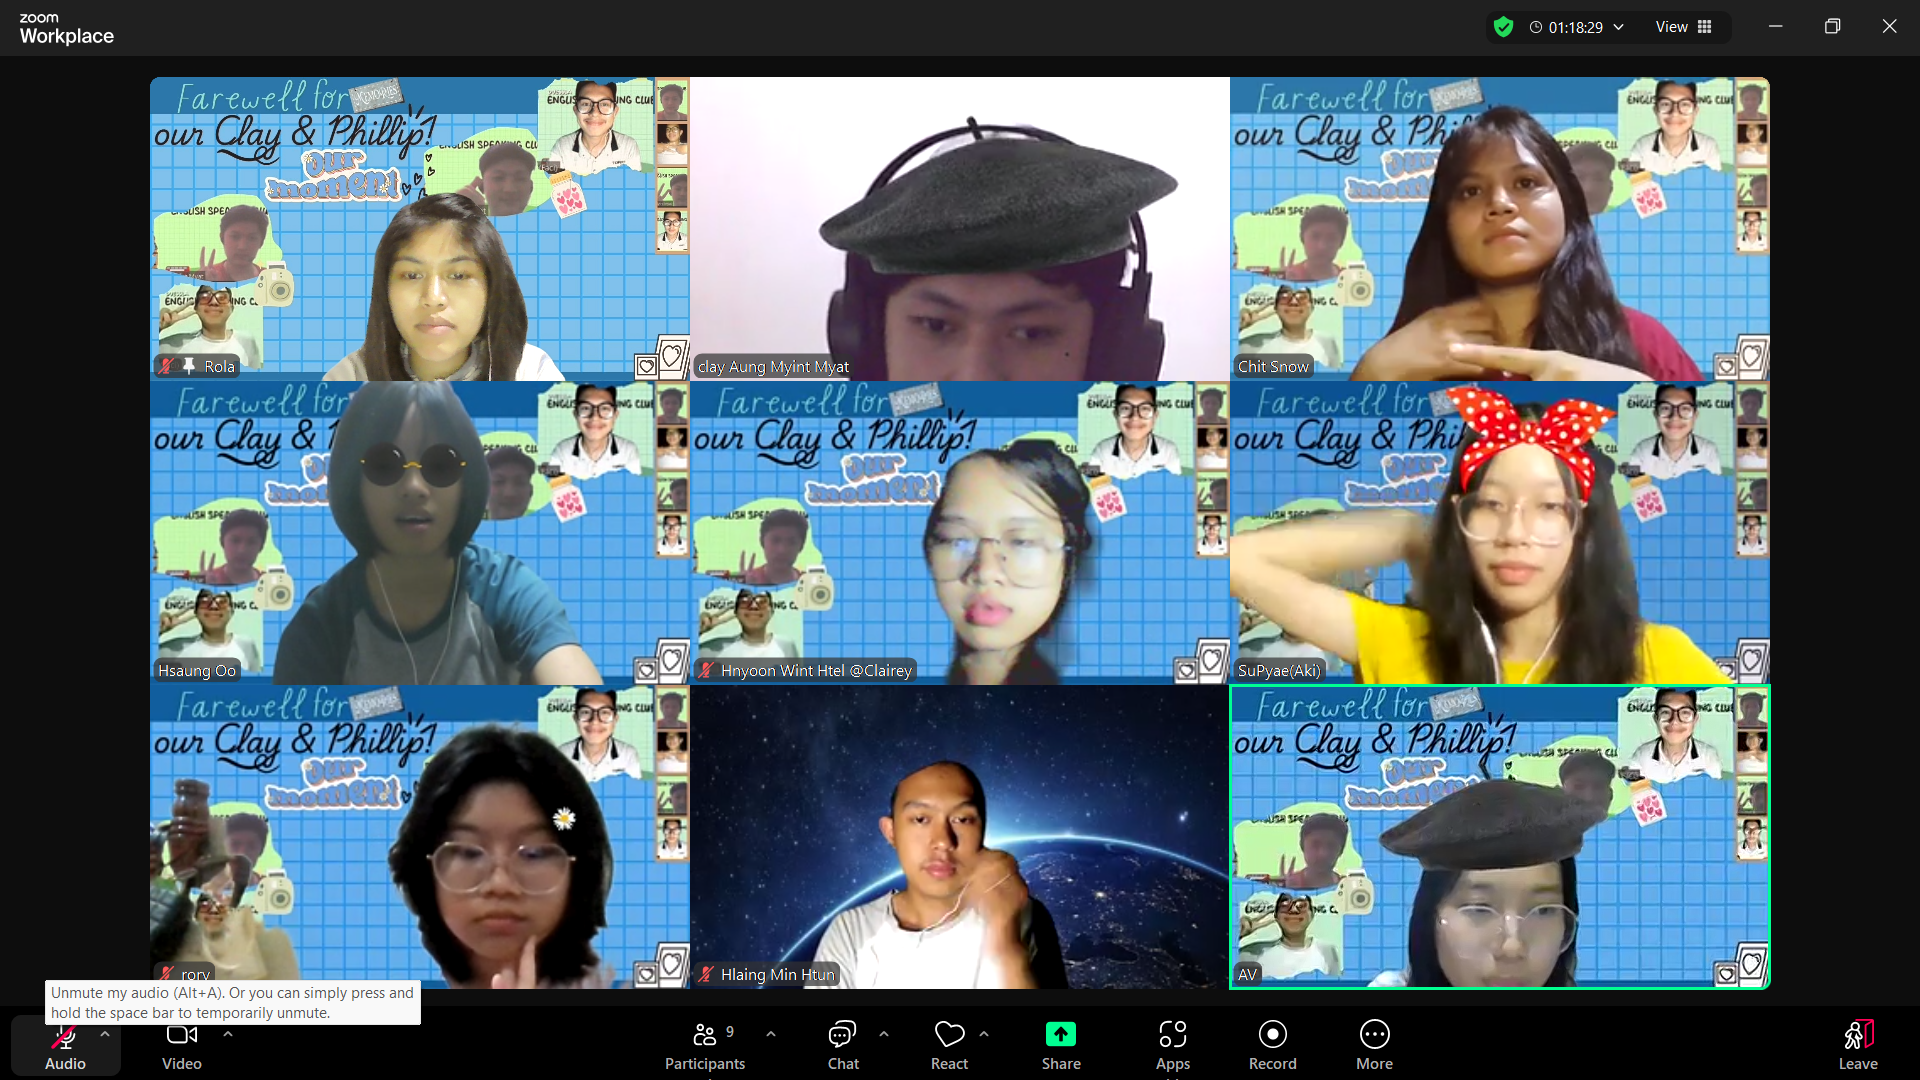 zoom
Workplace
01:18:29
View
Farewell for
MEMORIES
our Clay & Phillip!
our
moment
ENGLISH SPEAKING CLU
Rola
clay Aung Myint Myat
Farewell for
our Clay & Phi
Chit Snow
Farewell for
our Clay &
Hsaung Oo
Farewell for
our Clay & Phillip!
our
moment
Hnyoon Wint Htel @Clairey
Farewell for
our Clay & Phi
SuPyae(Aki)
Farewell for
our Clay & Phillip!
our
moment
rory
Hlaing Min Htun
Farewell for
our Clay & Phillip!
our
AV
Unmute my audio (Alt+A). Or you can simply press and
hold the space bar to temporarily unmute.
Audio
Video
9
Participants
Chat
React
Share
Apps
Record
More
Leave